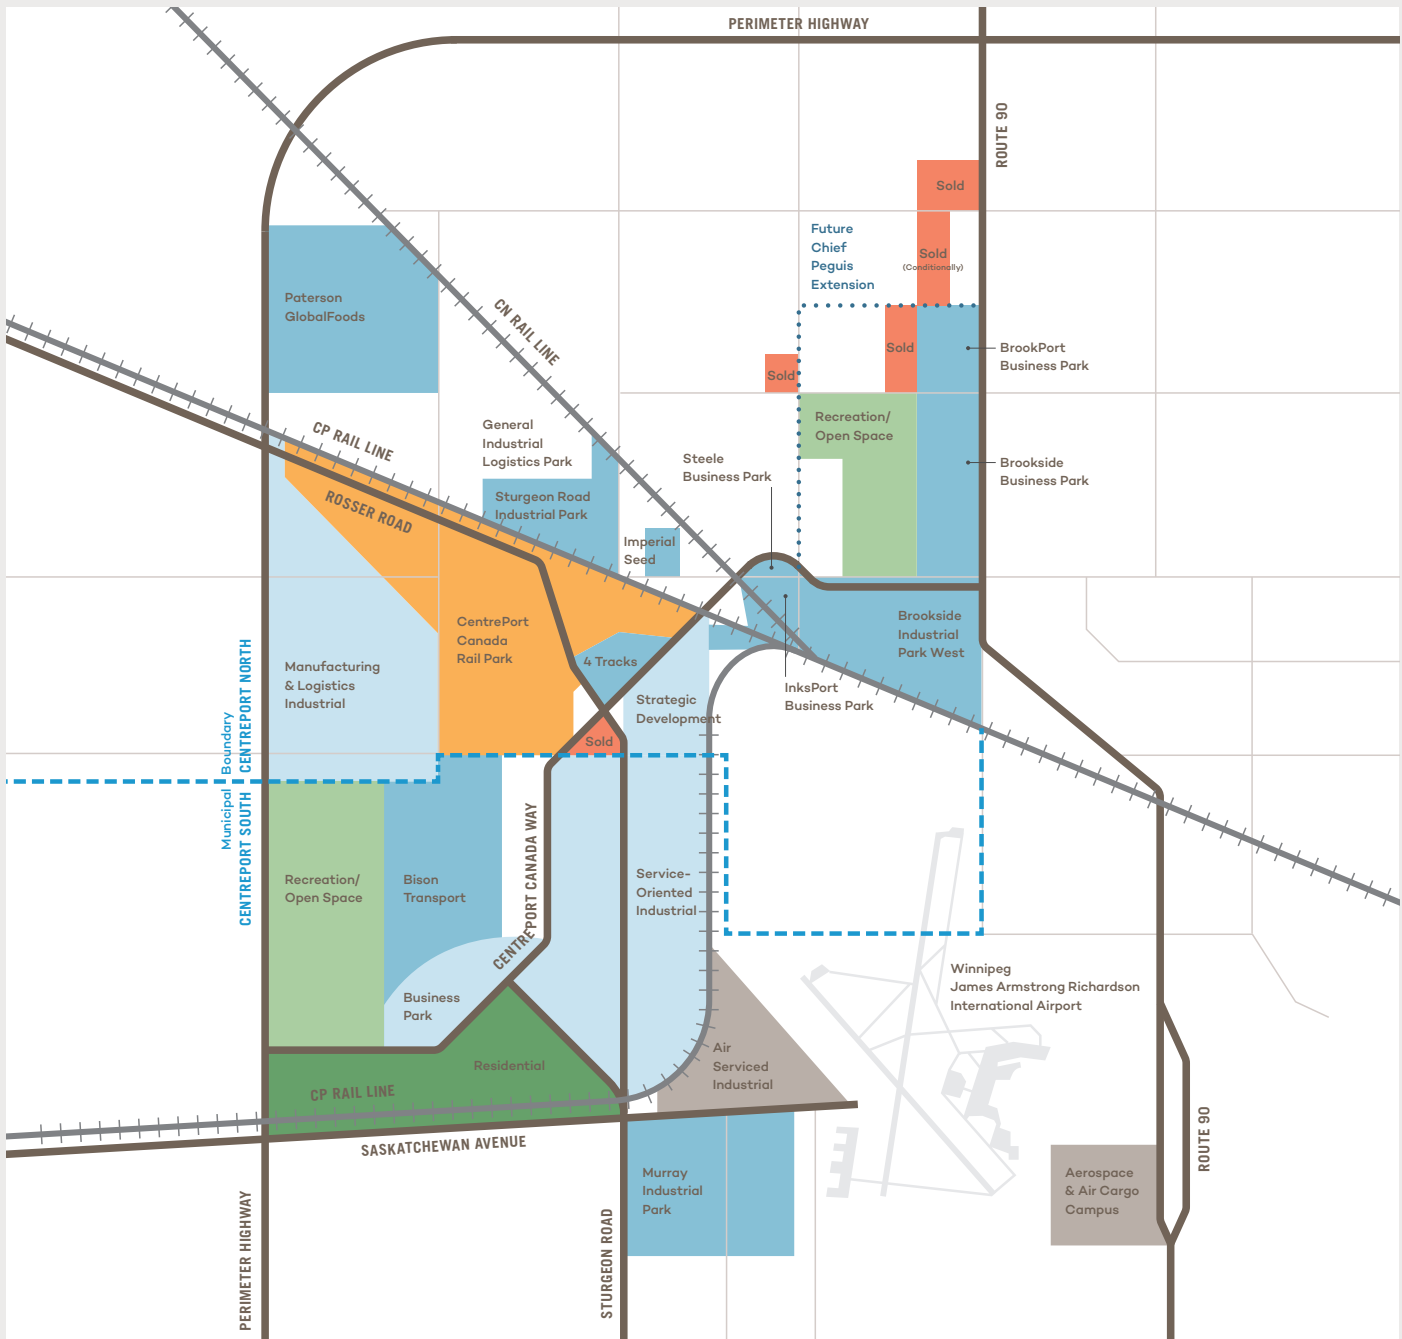 PERIMETER HIGHWAY
ROUTE 90
Sold
Sold
(Conditionally)
Future
Chief
Peguis
Extension
Paterson
GlobalFoods
CN RAIL LINE
Sold
Sold
BrookPort
Business Park
Recreation/
Open Space
CP RAIL LINE
General
Industrial
Logistics Park
Steele
Business Park
Brookside
Business Park
ROSSER ROAD
Sturgeon Road
Industrial Park
Imperial
Seed
CentrePort
Canada
Rail Park
Brookside
Industrial
Park West
Manufacturing
& Logistics
Industrial
4 Tracks
Strategic
Development
InksPort
Business Park
Sold
Municipal Boundary
CENTREPORT NORTH
CENTREPORT SOUTH
CENTREPORT CANADA WAY
Recreation/
Open Space
Bison
Transport
Service-
Oriented
Industrial
Winnipeg
James Armstrong Richardson
International Airport
Business
Park
Residential
Air
Serviced
Industrial
CP RAIL LINE
SASKATCHEWAN AVENUE
Murray
Industrial
Park
Aerospace
& Air Cargo
Campus
ROUTE 90
PERIMETER HIGHWAY
STURGEON ROAD